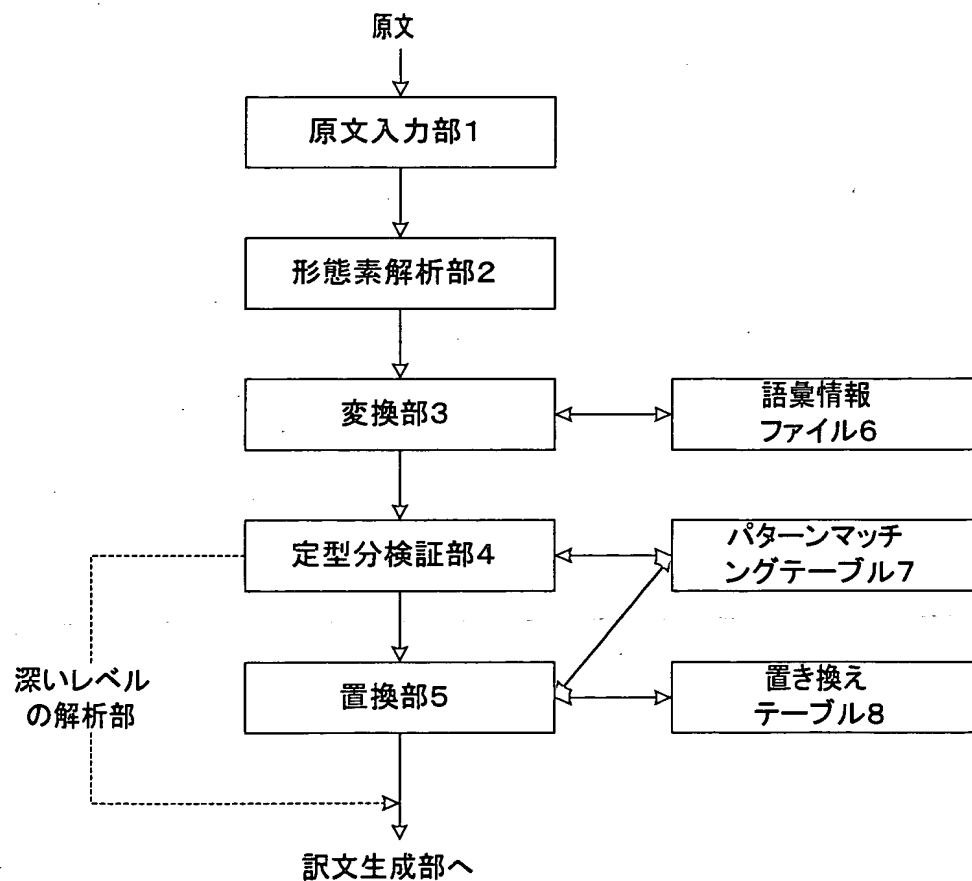 原文
原文入力部1
形態素解析部2
変換部3
語彙情報
ファイル6
定型分検証部4
パターンマッチ
ングテーブル7
深いレベル
の解析部
置換部5
置き換え
テーブル8
訳文生成部へ